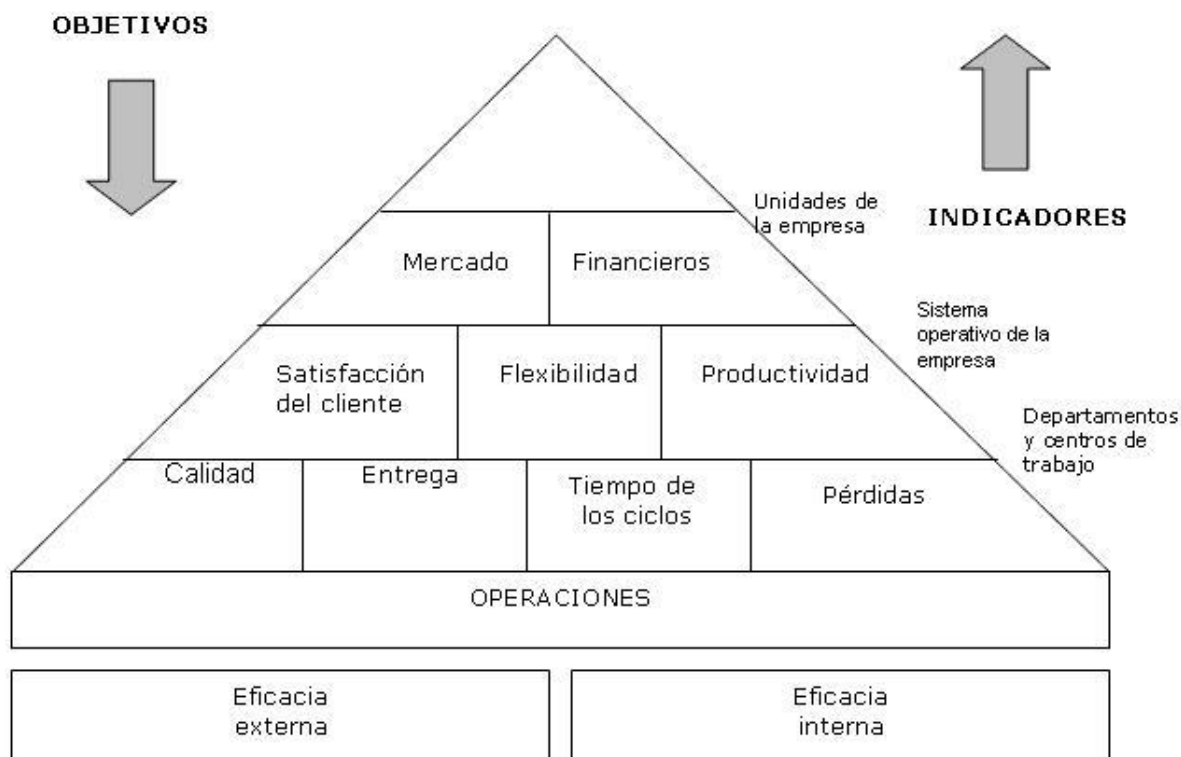 OBJETIVOS
Unidades de
la empresa
INDICADORES
Mercado
Financieros
Sistema
operativo de la
empresa
Satisfacción
del cliente
Flexibilidad
Productividad
Departamentos
y centros de
trabajo
Calidad
Entrega
Tiempo de
los ciclos
Pérdidas
OPERACIONES
Eficacia
externa
Eficacia
interna